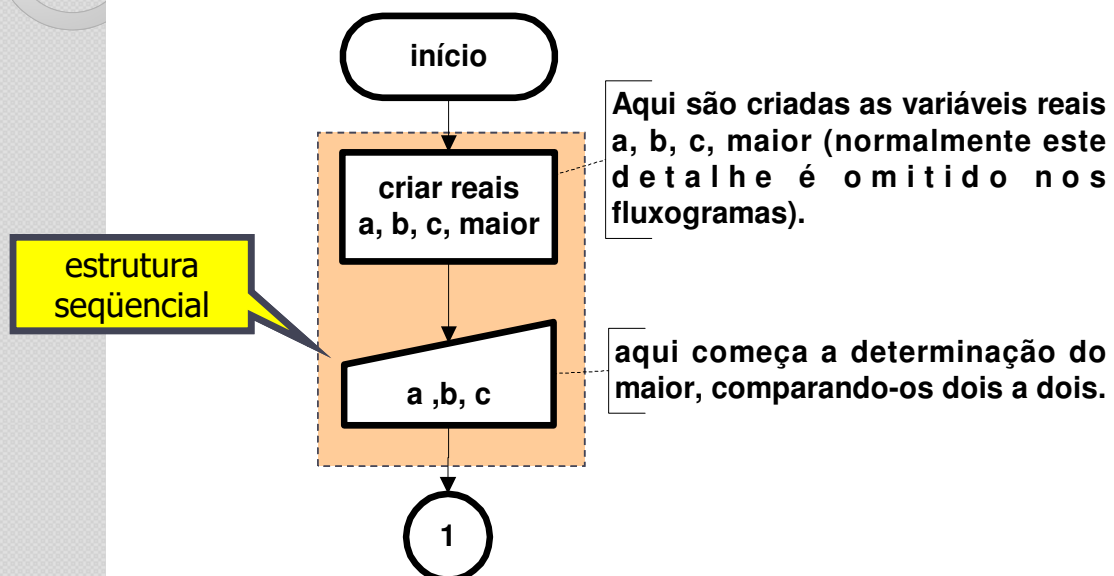 início
criar reais
a, b, c, maior
Aqui são criadas as variáveis reais
a, b, c, maior (normalmente este
detalhe é omitido nos
fluxogramas).
estrutura
seqüencial
a ,b, c
aqui começa a determinação do
maior, comparando-os dois a dois.
1